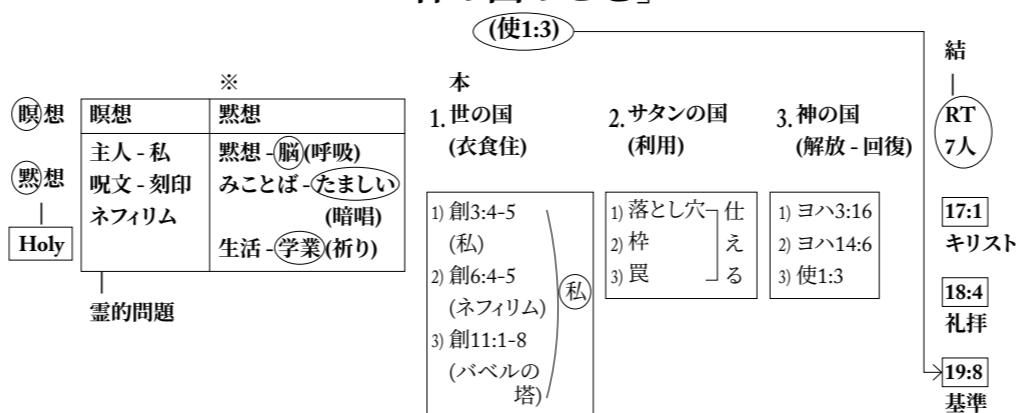 (使1:3)
※
瞑想
黙想
Holy
瞑想
黙想
主人 - 私
呪文 - 刻印
ネフィリム
黙想 - 脳(呼吸)
みことば - たましい
(暗唱)
生活 - 学業(祈り)
霊的問題
本
1. 世の国
(衣食住)
1) 創3:4-5
(私)
2) 創6:4-5
(ネフィリム)
3) 創11:1-8
(バベルの
塔)
私
2. サタンの国
(利用)
1) 落とし穴
2) 枠
3) 罠
仕
え
る
3. 神の国
(解放 - 回復)
1) ヨハ3:16
2) ヨハ14:6
3) 使1:3
結
RT
7人
17:1
キリスト
18:4
礼拝
19:8
基準